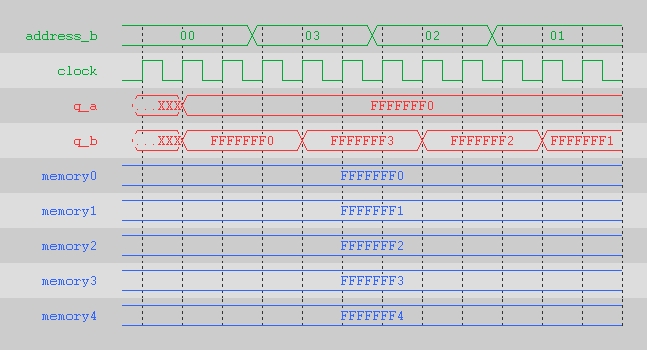 address_b 00 03 02 01
clock
q_a ...XXX FFFFFFF0
q_b ...XXX FFFFFFF0 FFFFFFF3 FFFFFFF2 FFFFFFF1
memory0 FFFFFFF0
memory1 FFFFFFF1
memory2 FFFFFFF2
memory3 FFFFFFF3
memory4 FFFFFFF4